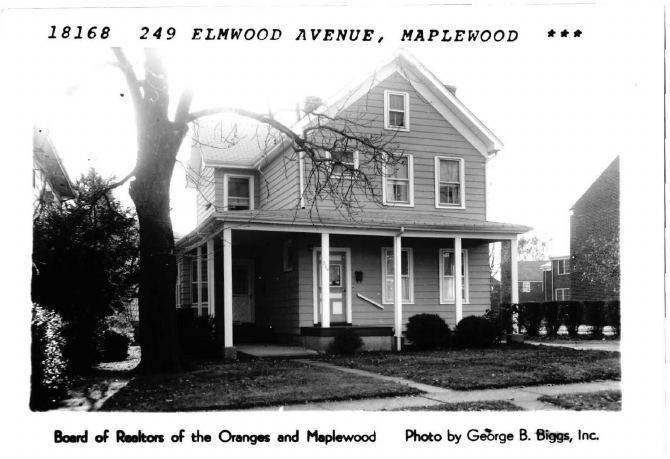 18168 249 ELMWOOD AVENUE, MAPLEWOOD ***
Board of Realtors of the Oranges and Maplewood Photo by George B. Biggs, Inc.